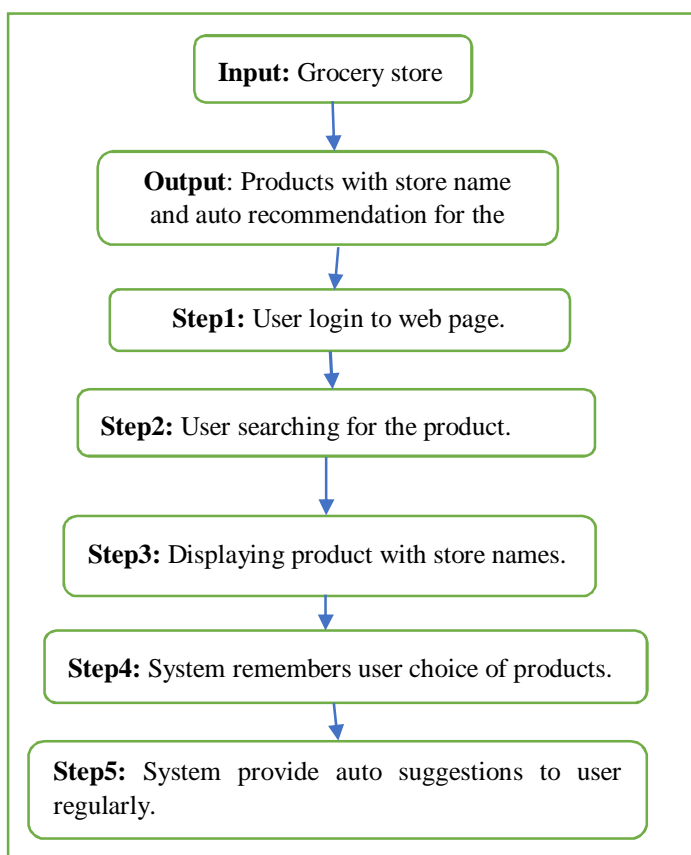 Input: Grocery store
Output: Products with store name
and auto recommendation for the
Step1: User login to web page.
Step2: User searching for the product.
Step3: Displaying product with store names.
Step4: System remembers user choice of products.
Step5: System provide auto suggestions to user
regularly.